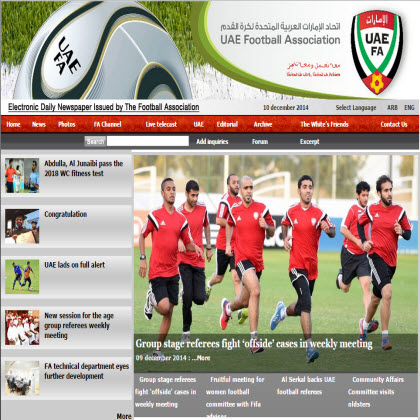 UAE
FA
اتحاد الإمارات العربية المتحدة لكرة القدم
UAE Football Association
الإمارات
UAE
FA
Electronic Daily Newspaper Issued by The Football Association
10 december 2014
Select Language
ARB
ENG
Home
News
Photos
FA Channel
Live telecast
UAE
Editorial
Archive
The White's Friends
Contact Us
Search
Add inquiries
Forum
Excerpt
Abdulla, Al Junaibi pass the
2018 WC fitness test
Congratulation
UAE lads on full alert
New session for the age
group referees weekly
meeting
FA technical department eyes
further development
More
Group stage referees fight 'offside' cases in weekly meeting
09 december 2014 : ...More
Group stage referees
fight 'offside' cases in
weekly meeting
Fruitful meeting for
women football
committee with Fifa
advisor
Al Serkal backs UAE
football referees
Community Affairs
Committee visits
oldsters